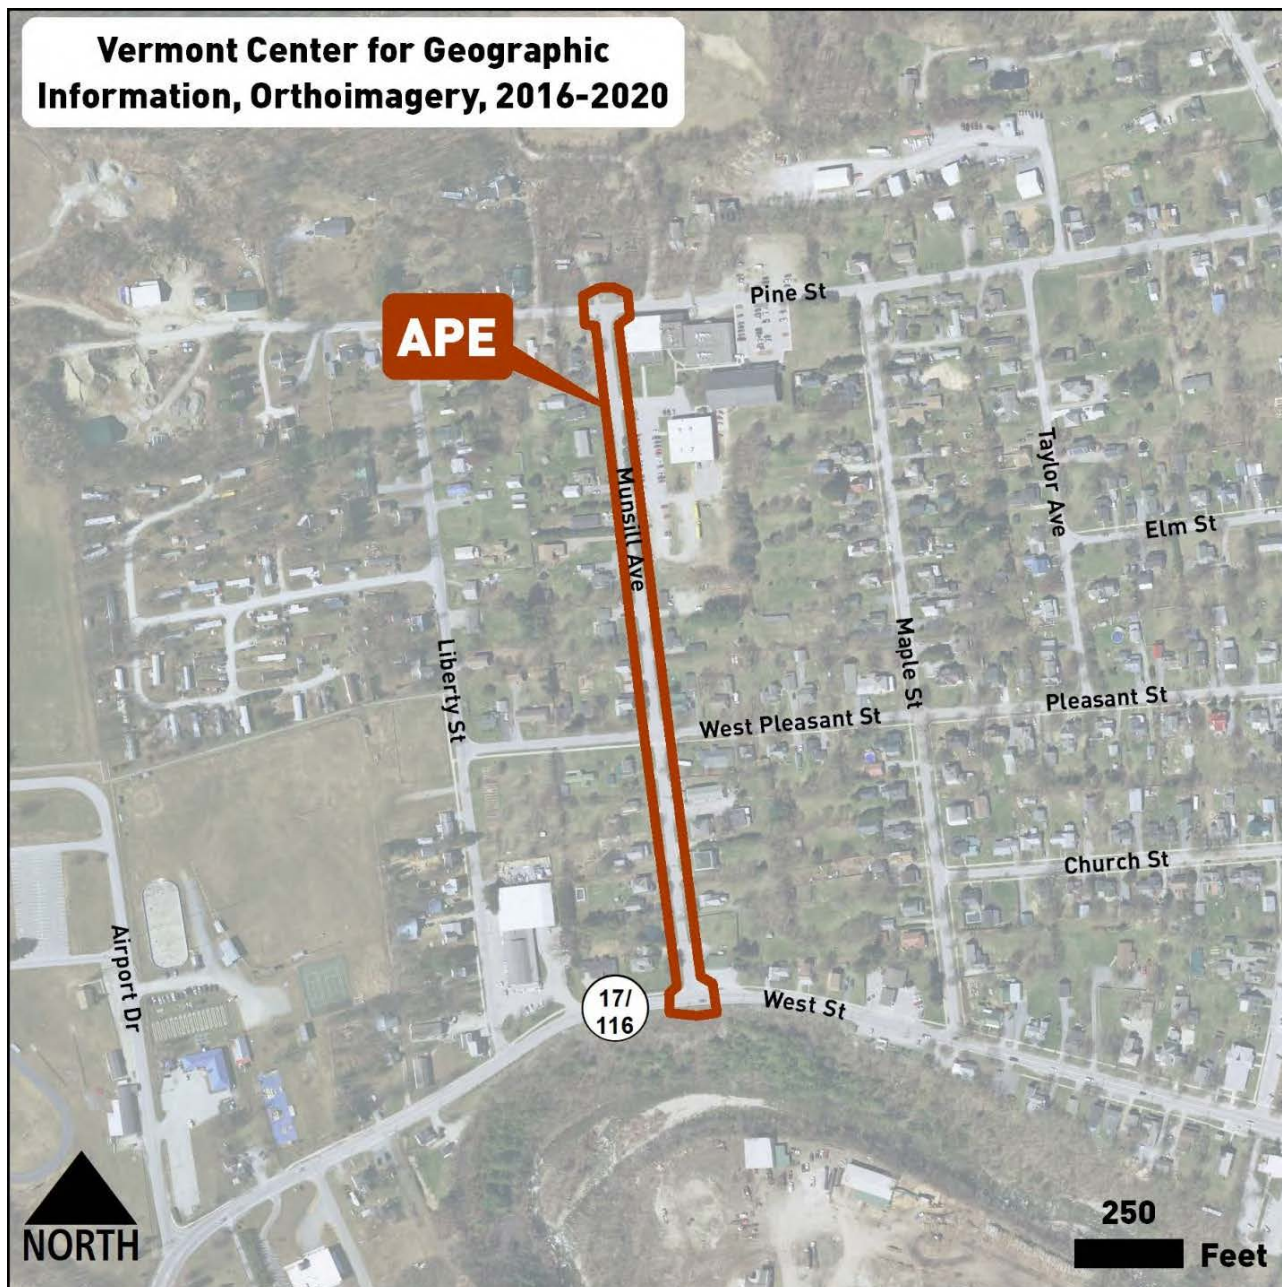 Vermont Center for Geographic
Information, Orthoimagery, 2016-2020
Pine St
APE
Taylor Ave
Munsill Ave
Elm St
Maple St
Liberty St
Pleasant St
West Pleasant St
Church St
Airport Dr
17/
116
West St
NORTH
250
Feet